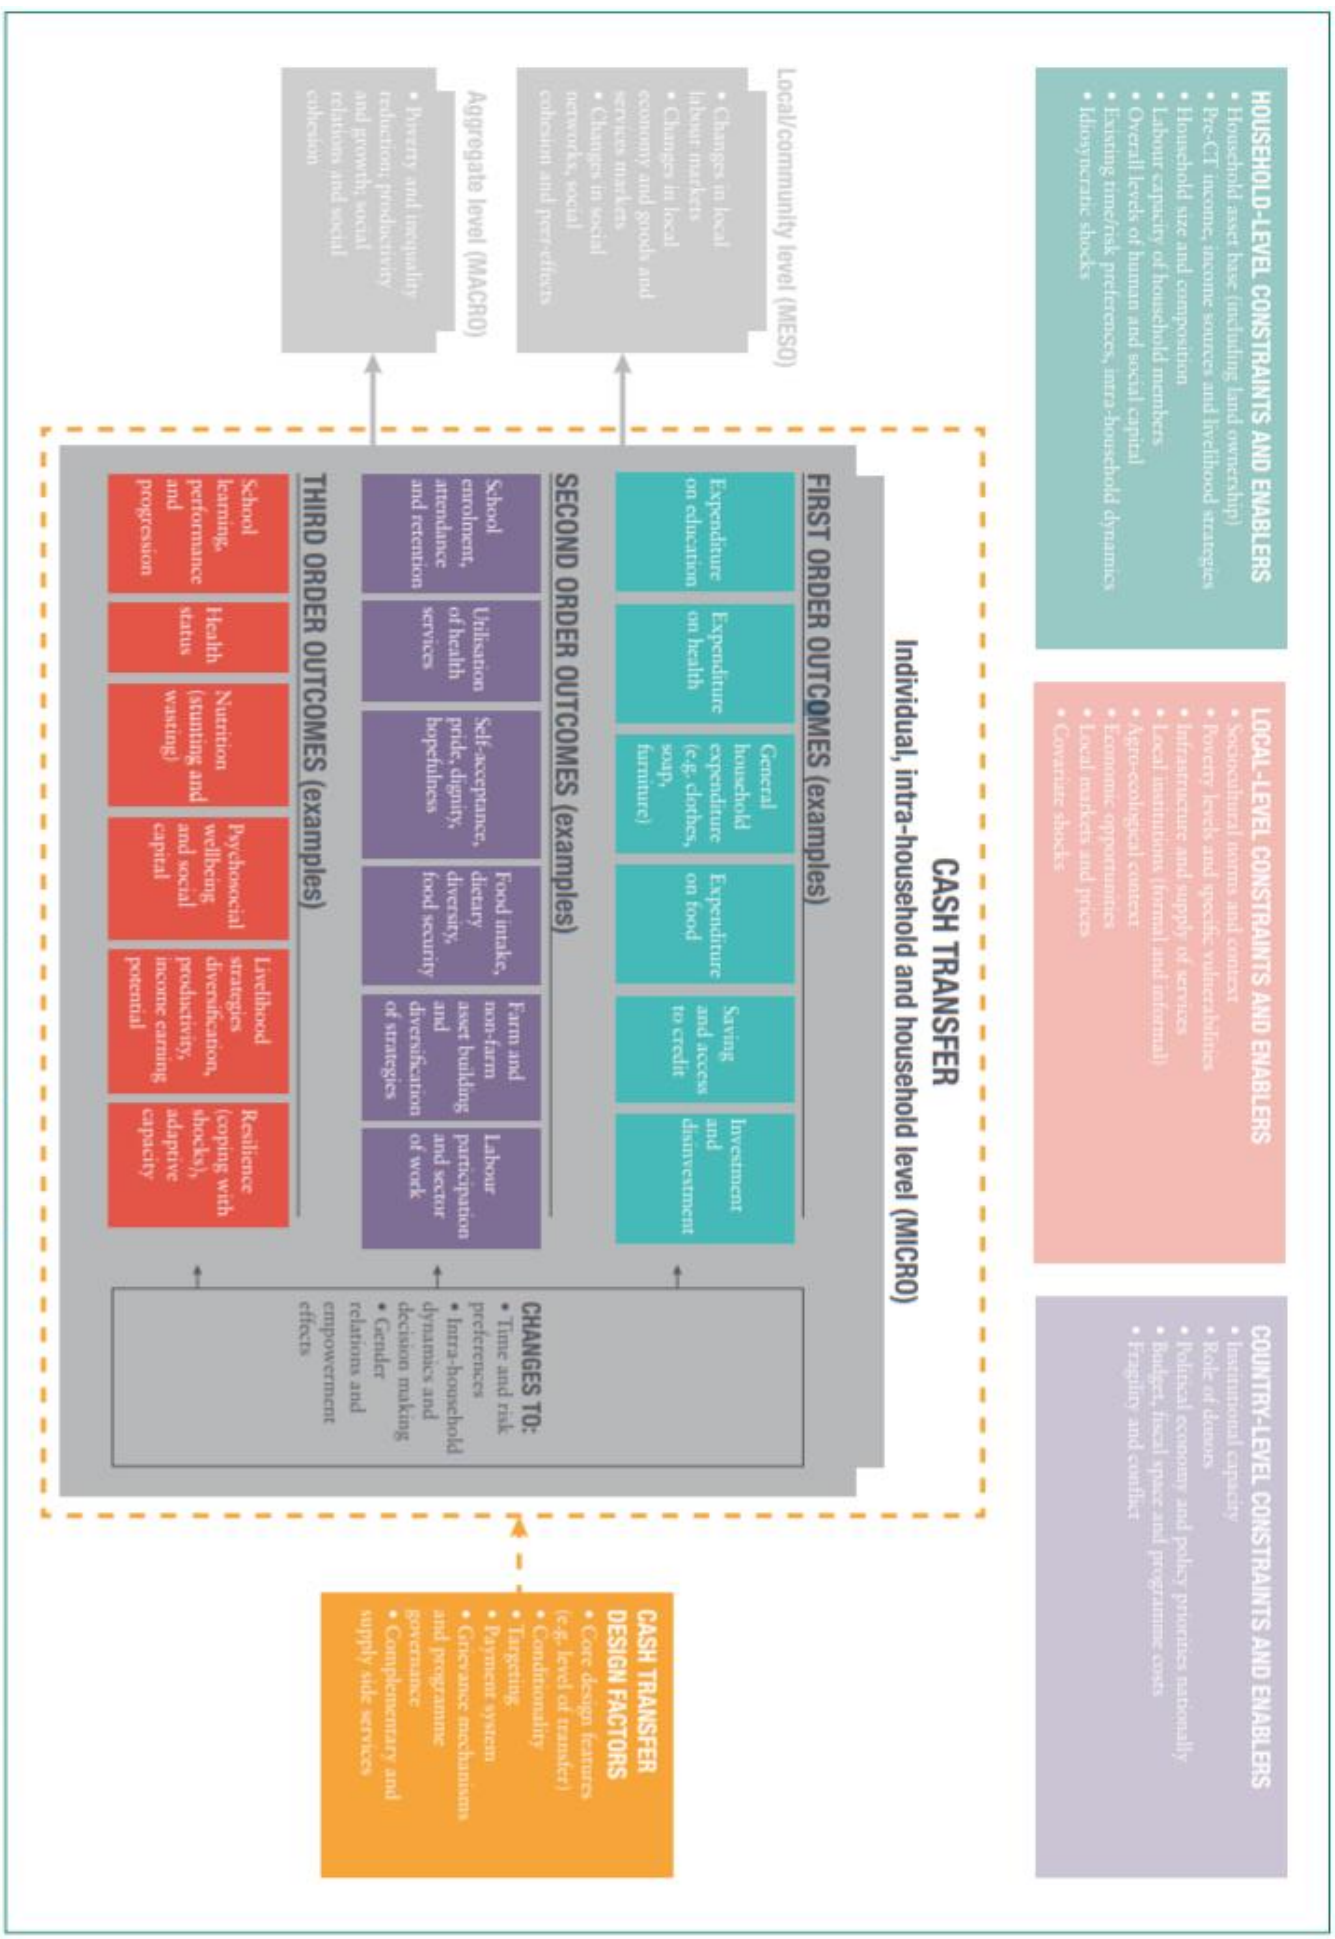 HOUSEHOLD-LEVEL CONSTRAINTS AND ENABLERS
• Household asset base (including land ownership)
• Pre-CT income, income sources and livelihood strategies
• Household size and composition
• Labour capacity of household members
• Overall levels of human and social capital
• Existing time/risk preferences, intra-household dynamics
• Idiosyncratic shocks
LOCAL-LEVEL CONSTRAINTS AND ENABLERS
• Sociocultural norms and context
• Poverty levels and specific vulnerabilities
• Infrastructure and supply of services
• Local institutions (formal and informal)
• Agro-ecological context
• Economic opportunities
• Local markets and prices
• Covariate shocks
COUNTRY-LEVEL CONSTRAINTS AND ENABLERS
• Institutional capacity
• Role of donors
• Political economy and policy priorities nationally
• Budget, fiscal space and programme costs
• Fragility and conflict
CASH TRANSFER
Individual, intra-household and household level (MICRO)
Local/community level (MESO)
• Changes in local
labour markets
• Changes in local
economy and goods and
services markets
• Changes in social
networks, social
cohesion and peer-effects
Aggregate level (MACRO)
• Poverty and inequality
reduction; productivity
and growth; social
relations and social
cohesion
FIRST ORDER OUTCOMES (examples)
Expenditure
on education
Expenditure
on health
General
household
expenditure
(e.g. clothes,
soap,
furniture)
Expenditure
on food
Saving
and access
to credit
Investment
and
disinvestment
SECOND ORDER OUTCOMES (examples)
School
enrolment,
attendance
and retention
Utilisation
of health
services
Self-acceptance,
pride, dignity,
hopefulness
Food intake,
dietary
diversity,
food security
Farm and
non-farm
asset building
and
diversification
of strategies
Labour
participation
and sector
of work
THIRD ORDER OUTCOMES (examples)
School
learning,
performance
and
progression
Health
status
Nutrition
(stunting and
wasting)
Psychosocial
wellbeing
and social
capital
Livelihood
strategies
diversification,
productivity,
income earning
potential
Resilience
(coping with
shocks),
adaptive
capacity
CHANGES TO:
• Time and risk
preferences
• Intra-household
dynamics and
decision making
• Gender
relations and
empowerment
effects
CASH TRANSFER
DESIGN FACTORS
• Core design features
(e.g. level of transfer)
• Conditionality
• Targeting
• Payment system
• Grievance mechanisms
and programme
governance
• Complementary and
supply side services